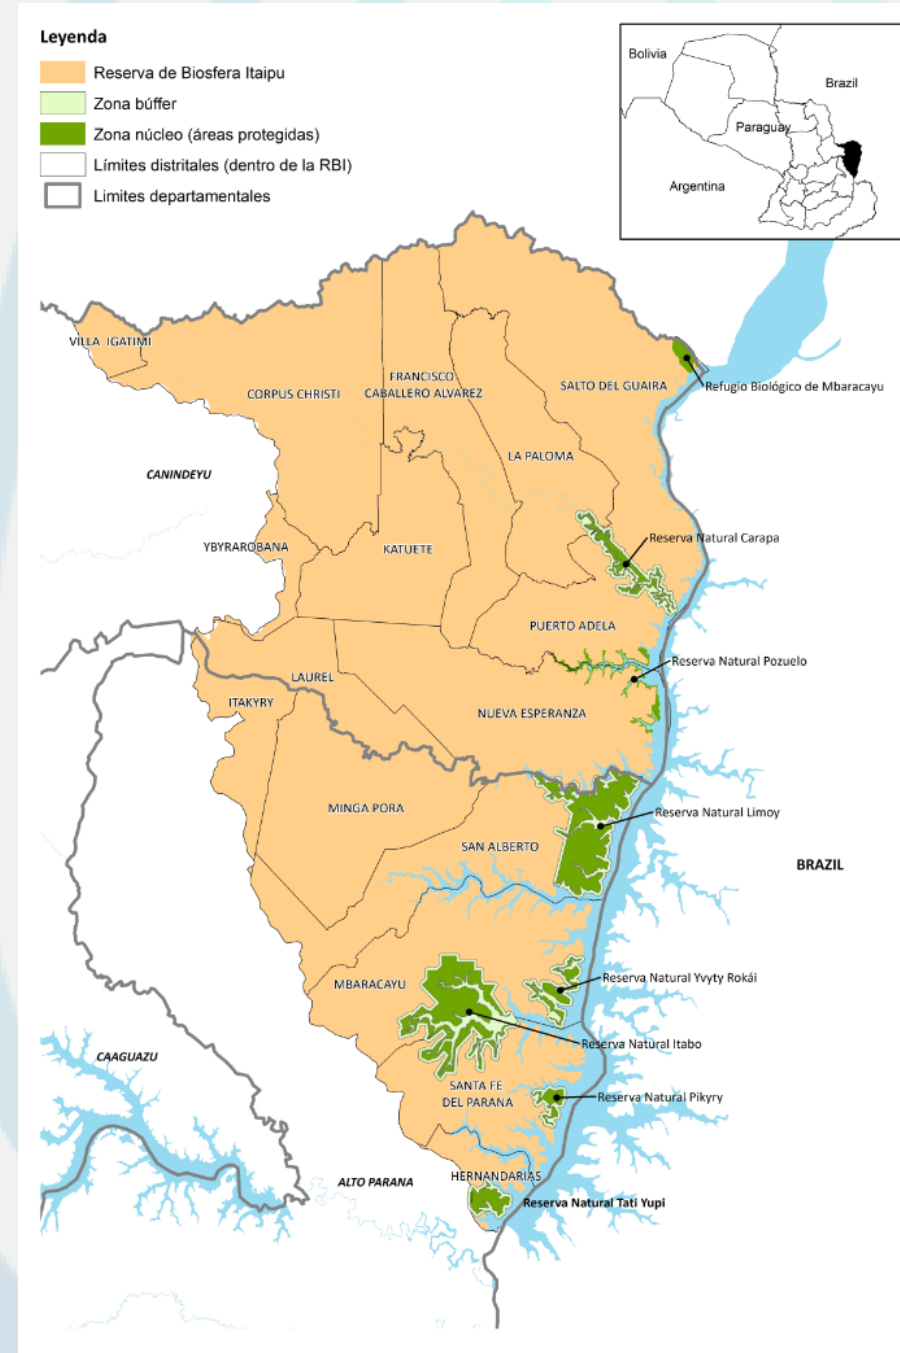 Leyenda
Reserva de Biosfera Itaipu
Zona búffer
Zona núcleo (áreas protegidas)
Límites distritales (dentro de la RBI)
Limites departamentales
Bolivia
Brazil
Paraguay
Argentina
VILLA IGATIMI
CORPUS CHRISTI
FRANCISCO
CABALLERO ALVAREZ
SALTO DEL GUAIRA
Refugio Biológico de Mbaracayu
LA PALOMA
CANINDEYU
YBYRAROBANA
KATUETE
Reserva Natural Carapa
PUERTO ADELA
Reserva Natural Pozuelo
LAUREL
ITAKYRY
NUEVA ESPERANZA
MINGA PORA
Reserva Natural Limoy
SAN ALBERTO
BRAZIL
MBARACAYU
Reserva Natural Yvyty Rokái
Reserva Natural Itabo
CAAGUAZU
SANTA FE
DEL PARANA
Reserva Natural Pikyry
ALTO PARANA
HERNANDARIAS
Reserva Natural Tati Yupi